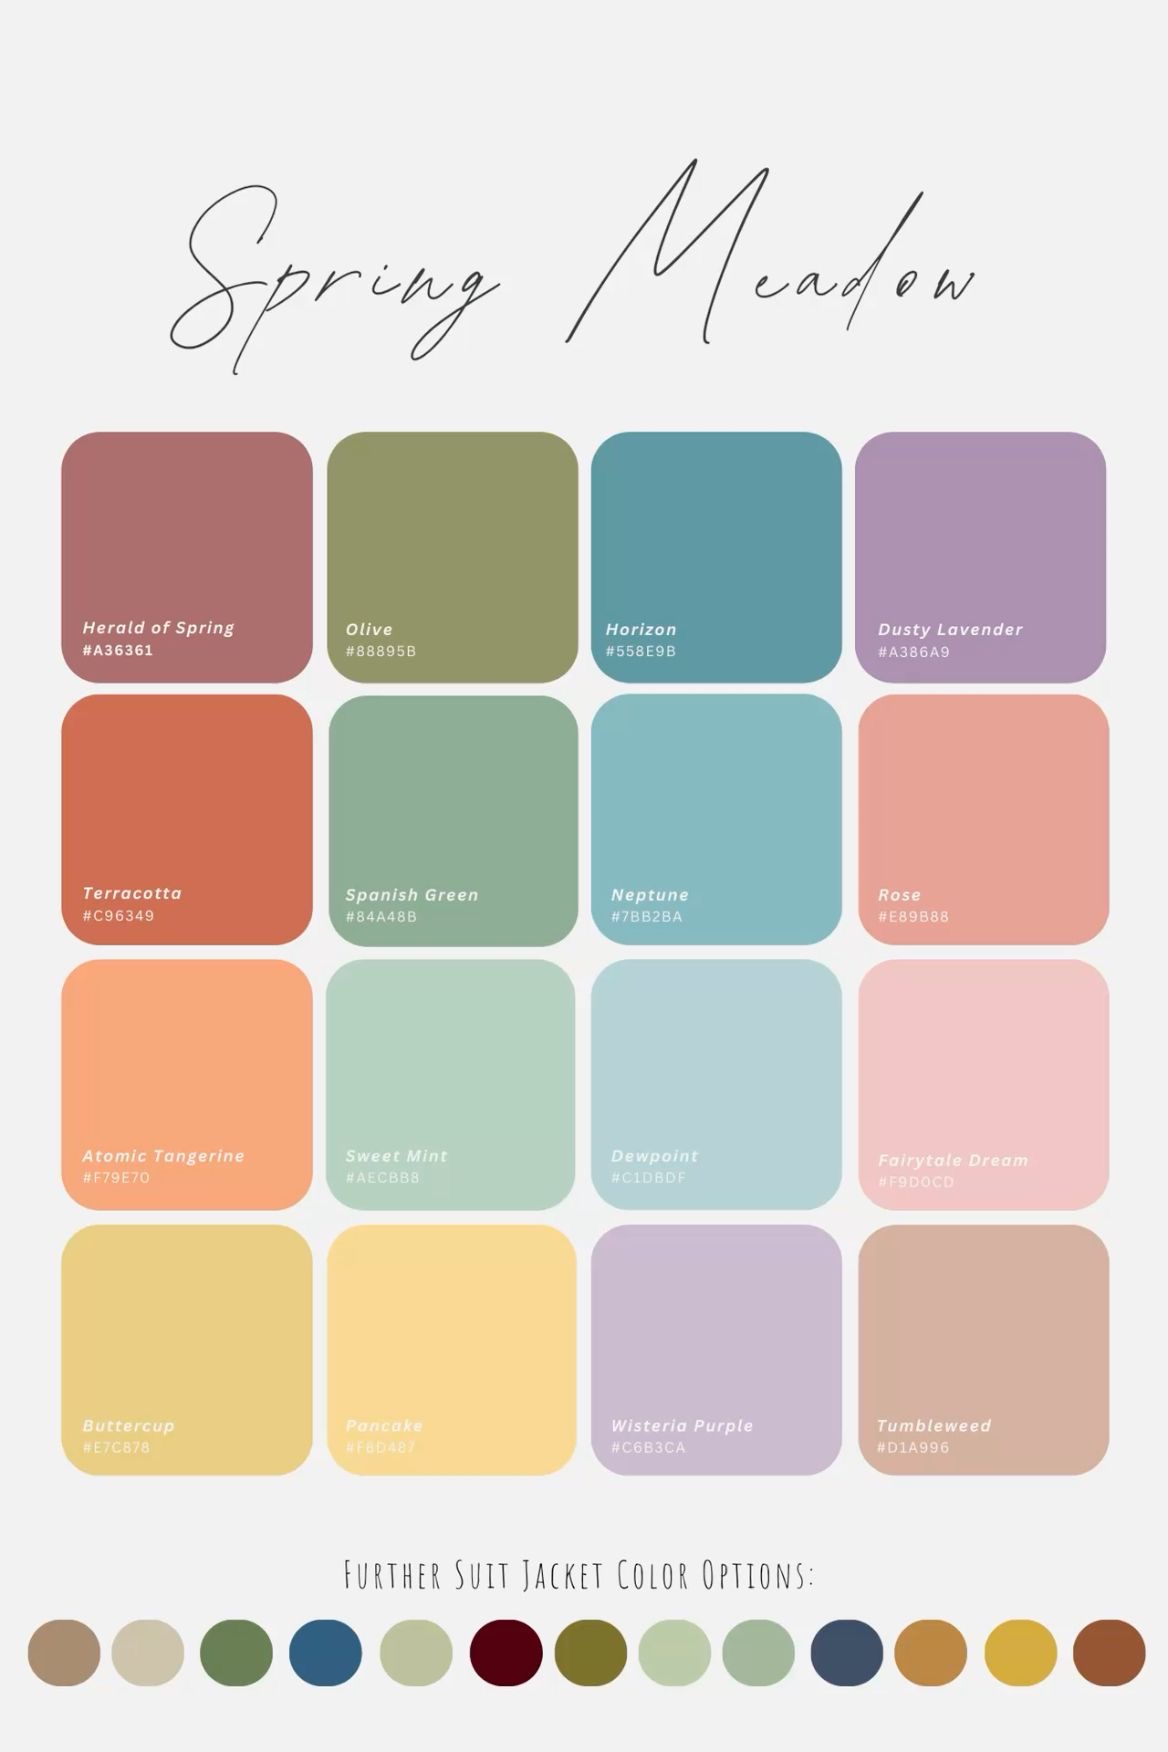 Spring Meadow
Herald of Spring
#A36361
Olive
#88895B
Horizon
#558E9B
Dusty Lavender
#A386A9
Terracotta
#C96349
Spanish Green
#84A48B
Neptune
#7BB2BA
Rose
#E89B88
Atomic Tangerine
#F79E70
Sweet Mint
#AECBB8
Dewpoint
#C1DBDF
Fairytale Dream
#F9D0CD
Buttercup
#E7C878
Pancake
#F8D487
Wisteria Purple
#C6B3CA
Tumbleweed
#D1A996
Further Suit Jacket Color Options: